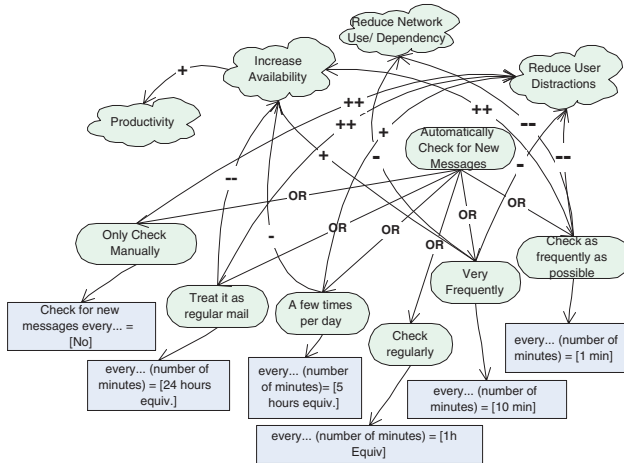 Reduce Network
Use/ Dependency
Increase
Availability
Reduce User
Distractions
+
Productivity
++
++
++
--
+
Automatically
Check for New
Messages
--
+
-
-
--
-
OR
OR
OR
OR
OR
OR
Only Check
Manually
Treat it as
regular mail
A few times
per day
Check
regularly
Very
Frequently
Check as
frequently as
possible
Check for new
messages every... =
[No]
every... (number of
minutes) = [24 hours
equiv.]
every... (number
of minutes)= [5
hours equiv.]
every... (number of minutes) = [1h
Equiv]
every... (number of
minutes) = [10 min]
every... (number of
minutes) = [1 min]